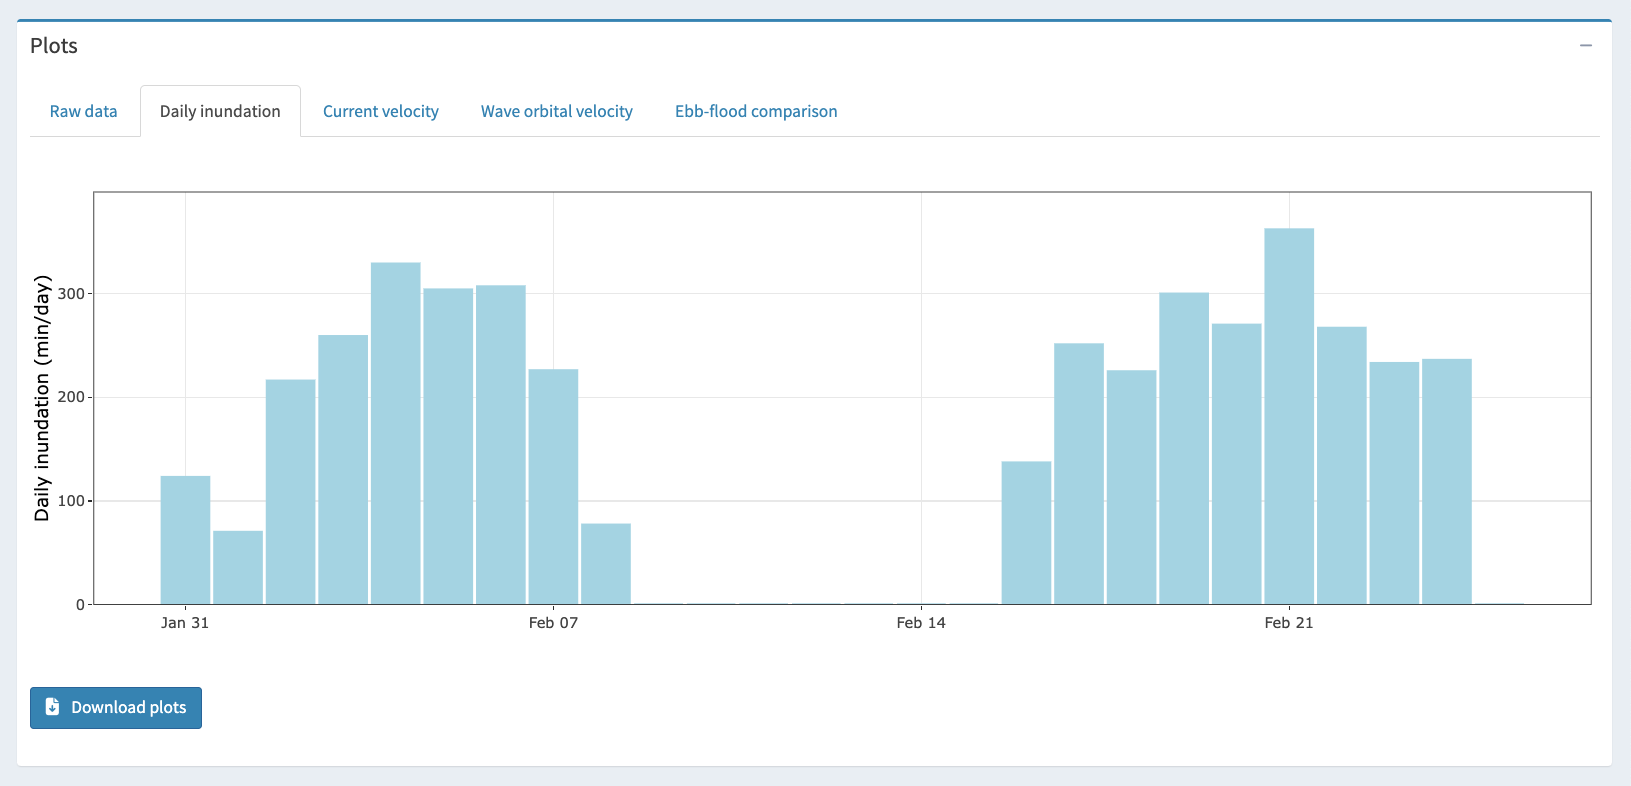 Plots
Raw data
Daily inundation
Current velocity
Wave orbital velocity
Ebb-flood comparison
Daily inundation (min/day)
300
200
100
0
Jan 31
Feb 07
Feb 14
Feb 21
Download plots